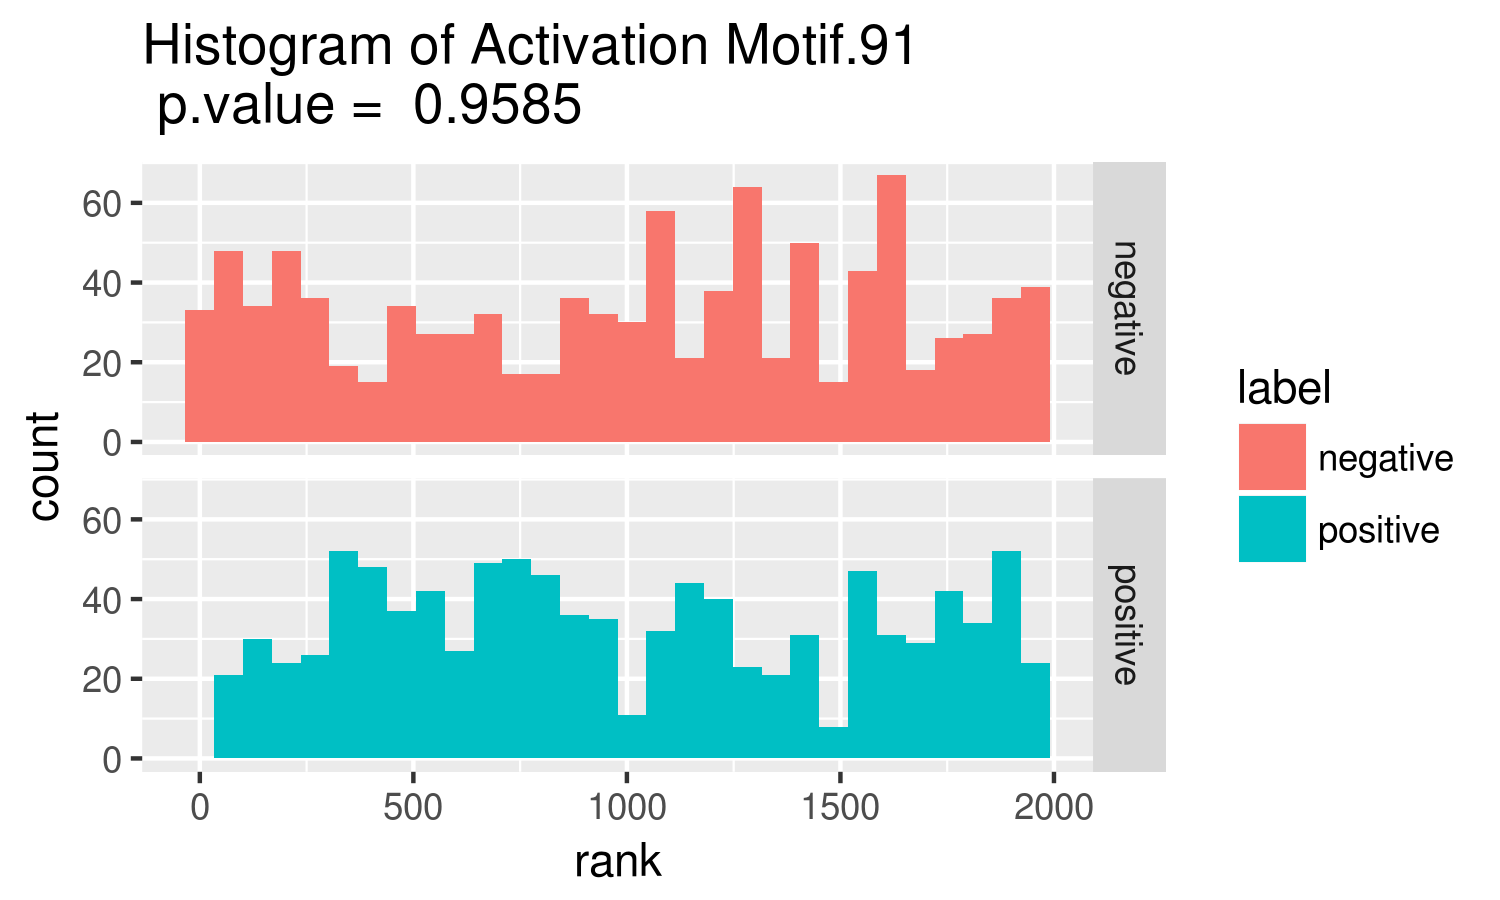 Histogram of Activation Motif.91
p.value = 0.9585
count
60
40
20
0
negative
60
40
20
0
positive
0 500 1000 1500 2000
rank
label
negative
positive